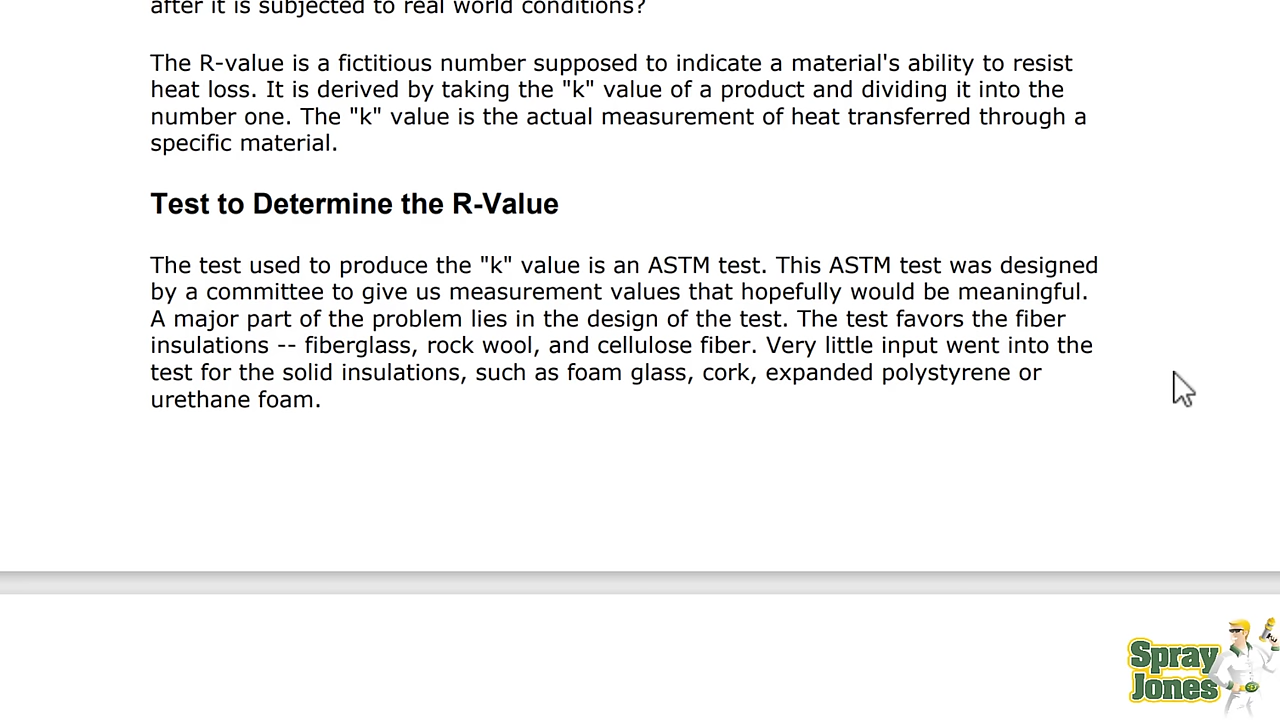 after it is subjected to real world conditions?
The R-value is a fictitious number supposed to indicate a material's ability to resist
heat loss. It is derived by taking the "k" value of a product and dividing it into the
number one. The "k" value is the actual measurement of heat transferred through a
specific material.
Test to Determine the R-Value
The test used to produce the "k" value is an ASTM test. This ASTM test was designed
by a committee to give us measurement values that hopefully would be meaningful.
A major part of the problem lies in the design of the test. The test favors the fiber
insulations -- fiberglass, rock wool, and cellulose fiber. Very little input went into the
test for the solid insulations, such as foam glass, cork, expanded polystyrene or
urethane foam.
Spray
Jones